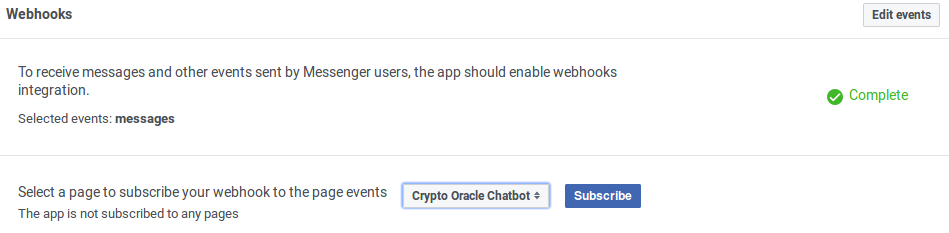 Webhooks
Edit events
To receive messages and other events sent by Messenger users, the app should enable webhooks
integration.
Complete
Selected events: messages
Select a page to subscribe your webhook to the page events
Crypto Oracle Chatbot
Subscribe
The app is not subscribed to any pages